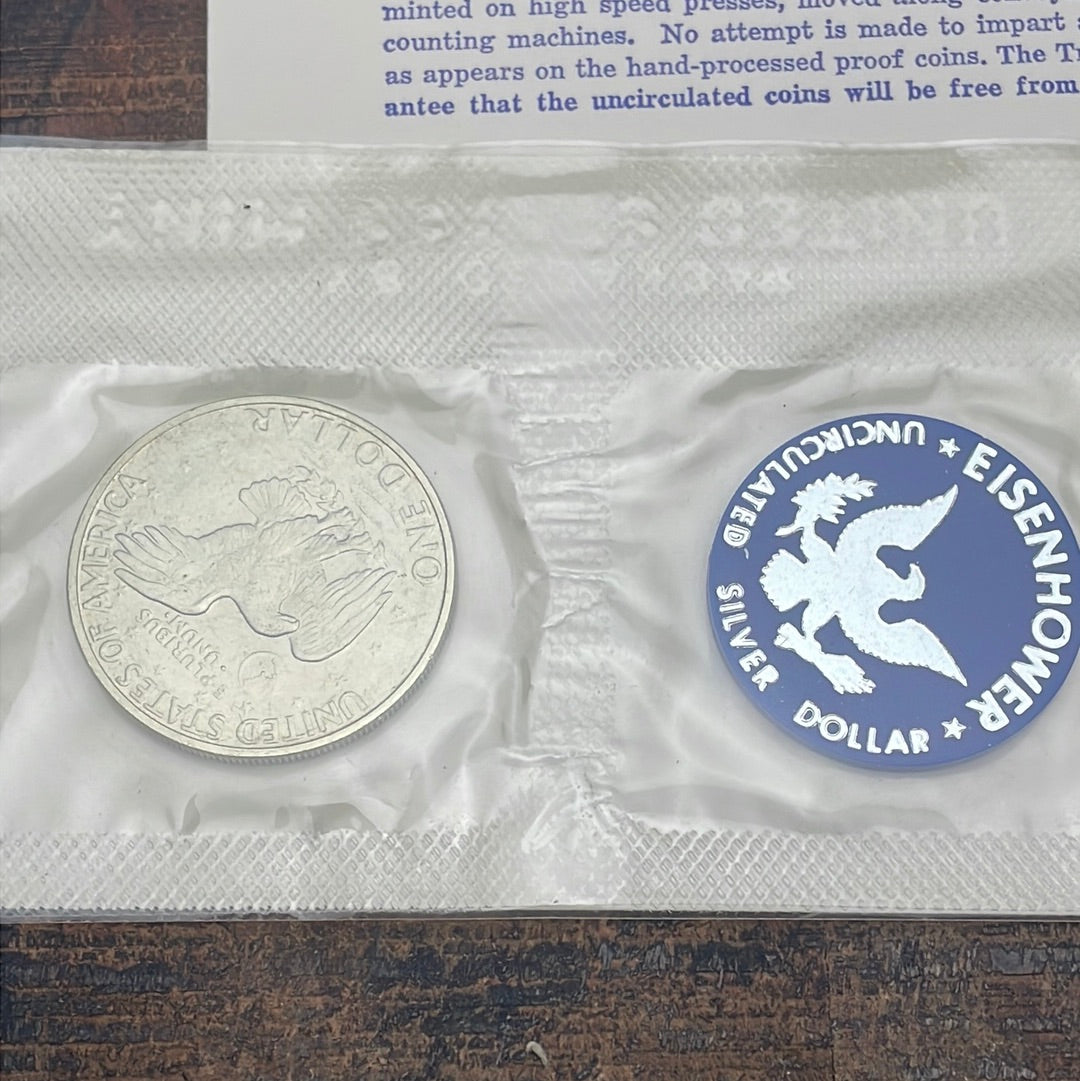 minted on high speed presses, moved along
counting machines. No attempt is made to impart
as appears on the hand-processed proof coins. The
antee that the uncirculated coins will be free from
UNITED STATES OF AMERICA
E PLURIBUS UNUM
ONE DOLLAR
EISENHOWER
UNCIRCULATED SILVER DOLLAR